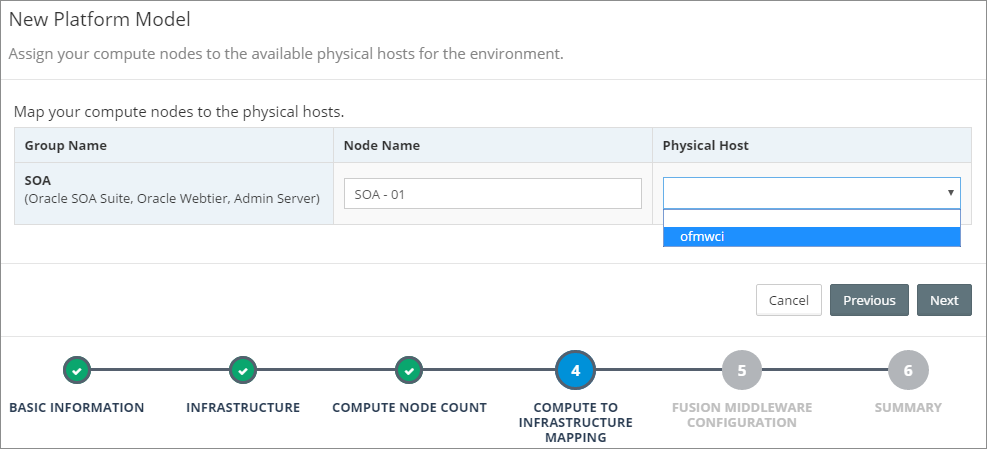 New Platform Model
Assign your compute nodes to the available physical hosts for the environment.
Map your compute nodes to the physical hosts.
Group Name Node Name Physical Host
SOA
(Oracle SOA Suite, Oracle Webtier, Admin Server) SOA - 01
ofmwci
Cancel Previous Next
4 5 6
BASIC INFORMATION INFRASTRUCTURE COMPUTE NODE COUNT COMPUTE TO INFRASTRUCTURE MAPPING FUSION MIDDLEWARE CONFIGURATION SUMMARY